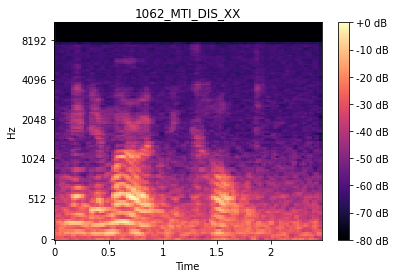 1062_MTI_DIS_XX
+0 dB
8192
-10 dB
4096
-20 dB
-30 dB
Hz
2048
-40 dB
1024
-50 dB
512
-60 dB
-70 dB
0
-80 dB
0
0.5
1
1.5
2
Time